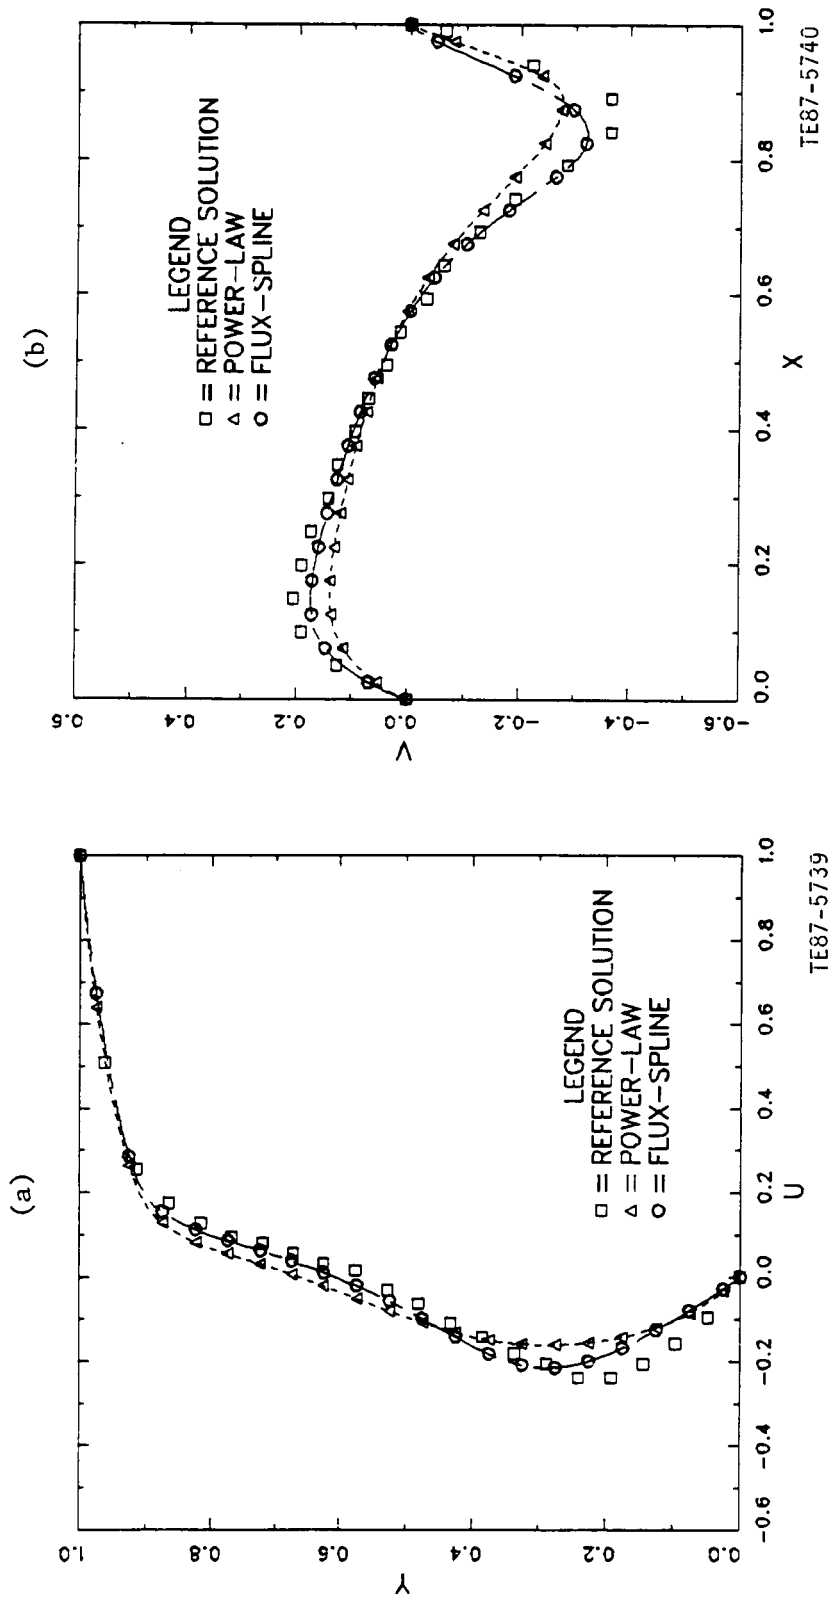 (a)
1.0
0.8
0.6
0.4
0.2
0.0
Y
-0.6
-0.4
-0.2
0.0
0.2
0.4
0.6
0.8
1.0
U
LEGEND
□ = REFERENCE SOLUTION
△ = POWER-LAW
○ = FLUX-SPLINE
TE87-5739
(b)
0.6
0.4
0.2
0.0
-0.2
-0.4
-0.6
V
0.0
0.2
0.4
0.6
0.8
1.0
X
LEGEND
□ = REFERENCE SOLUTION
△ = POWER-LAW
○ = FLUX-SPLINE
TE87-5740